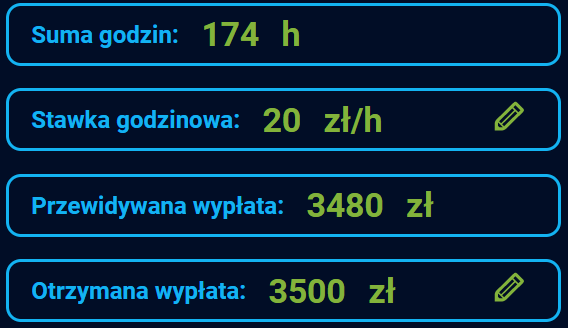 Suma godzin: 174 h
Stawka godzinowa: 20 zł/h
Przewidywana wypłata: 3480 zł
Otrzymana wypłata: 3500 zł